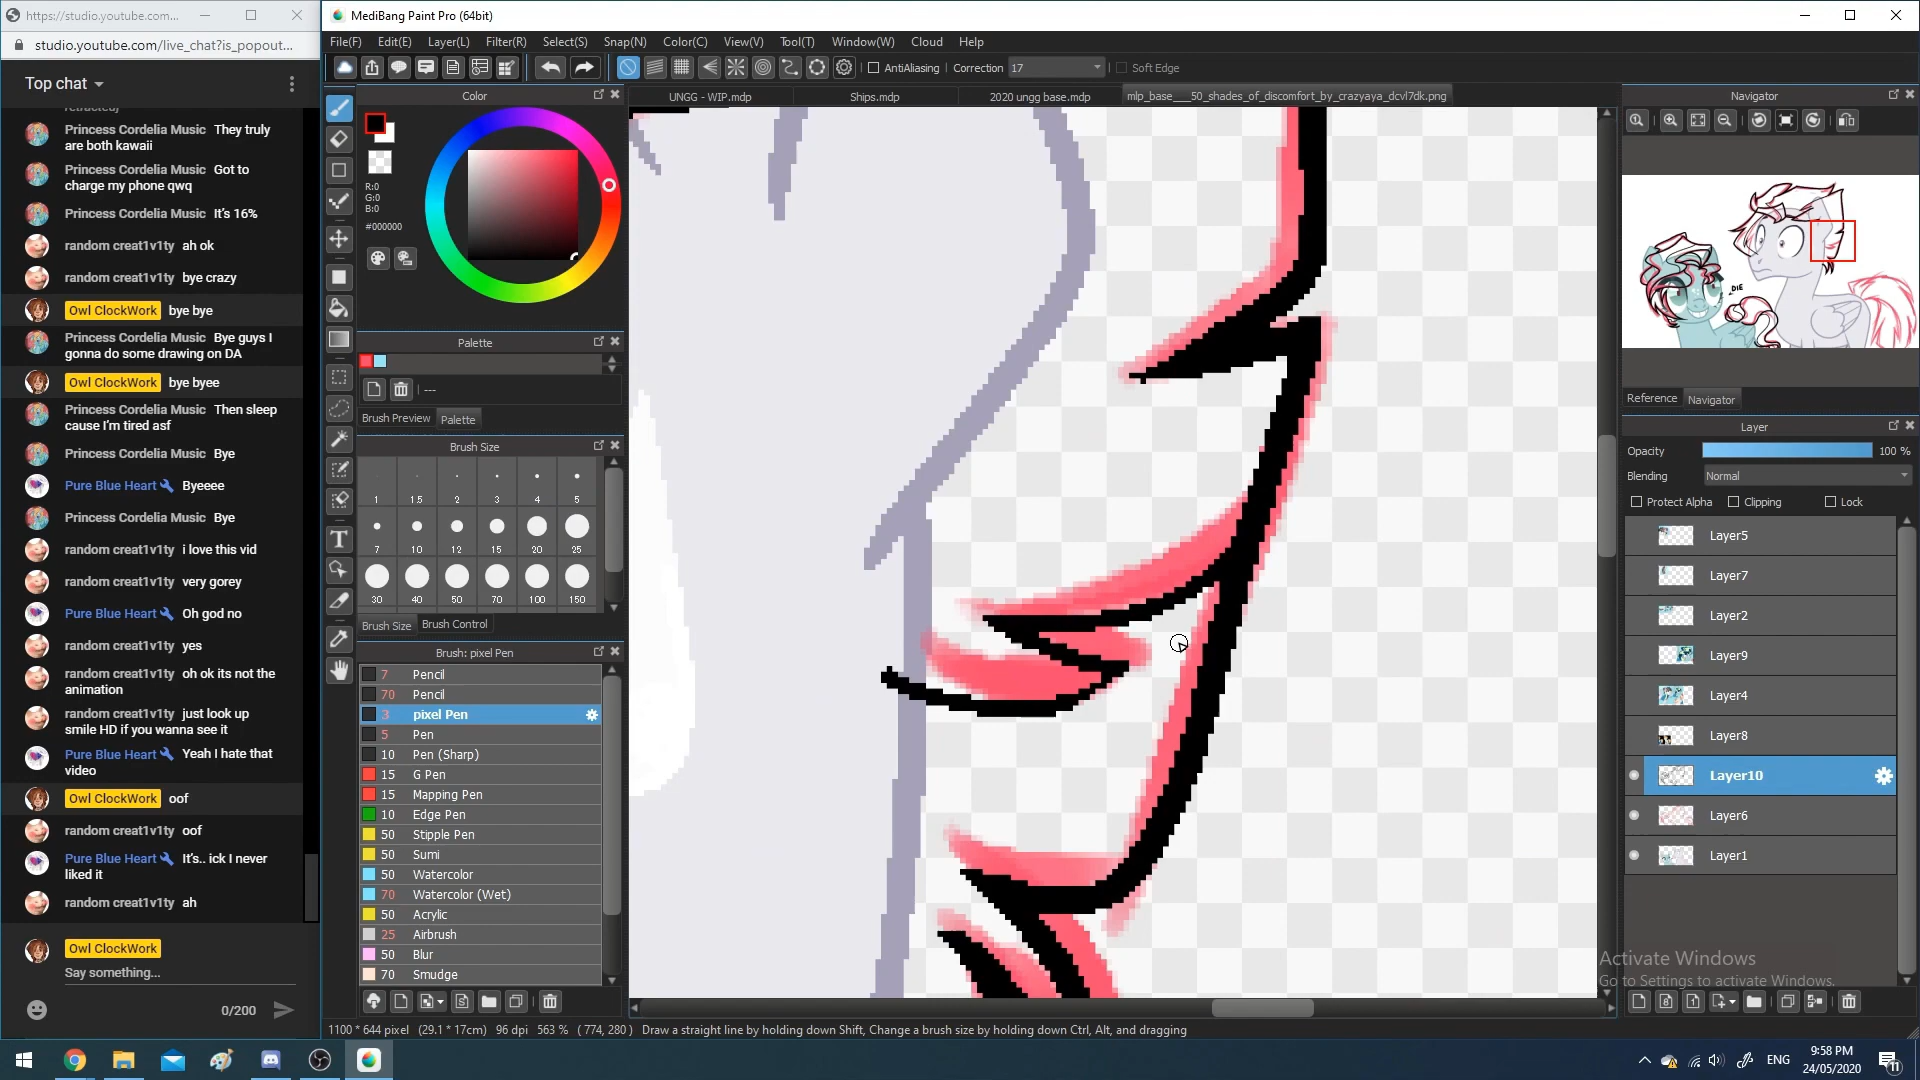 https://studio.youtube.com...
studio.youtube.com/live_chat?is_popout...
Top chat
Princess Cordelia Music They truly
are both kawaii
Princess Cordelia Music Got to
charge my phone qwq
Princess Cordelia Music It's 16%
random creat1v1ty ah ok
random creat1v1ty bye crazy
Owl ClockWork bye bye
Princess Cordelia Music Bye guys I
gonna do some drawing on DA
Owl ClockWork bye byee
Princess Cordelia Music Then sleep
cause I'm tired asf
Princess Cordelia Music Bye
Pure Blue Heart Byeeee
Princess Cordelia Music Bye
random creat1v1ty i love this vid
random creat1v1ty very gorey
Pure Blue Heart Oh god no
random creat1v1ty yes
random creat1v1ty oh ok its not the
animation
random creat1v1ty just look up
smile HD if you wanna see it
Pure Blue Heart Yeah I hate that
video
Owl ClockWork oof
random creat1v1ty oof
Pure Blue Heart It's.. ick I never
liked it
random creat1v1ty ah
Owl ClockWork
Say something...
0/200
MediBang Paint Pro (64bit)
File(F) Edit(E) Layer(L) Filter(R) Select(S) Snap(N) Color(C) View(V) Tool(T) Window(W) Cloud Help
AntiAliasing Correction 17 Soft Edge
UNGG - WIP.mdp Ships.mdp 2020 ungg base.mdp mlp_base___50_shades_of_discomfort_by_crazyaya_dcvl7dk.png
Color
R:0
G:0
B:0
#000000
Palette
---
Brush Preview Palette
Brush Size
1 1.5 2 3 4 5
7 10 12 15 20 25
30 40 50 70 100 150
Brush Size Brush Control
Brush: pixel Pen
7 Pencil
70 Pencil
3 pixel Pen
5 Pen
10 Pen (Sharp)
15 G Pen
15 Mapping Pen
10 Edge Pen
50 Stipple Pen
50 Sumi
50 Watercolor
70 Watercolor (Wet)
50 Acrylic
25 Airbrush
50 Blur
70 Smudge
1100 * 644 pixel (29.1 * 17cm) 96 dpi 563 % ( 774, 280 ) Draw a straight line by holding down Shift, Change a brush size by holding down Ctrl, Alt, and dragging
Navigator
DIE
Reference Navigator
Layer
Opacity 100 %
Blending Normal
Protect Alpha Clipping Lock
Layer5
Layer7
Layer2
Layer9
Layer4
Layer8
Layer10
Layer6
Layer1
Activate Windows
Go to Settings to activate Windows.
ENG
9:58 PM
24/05/2020
11